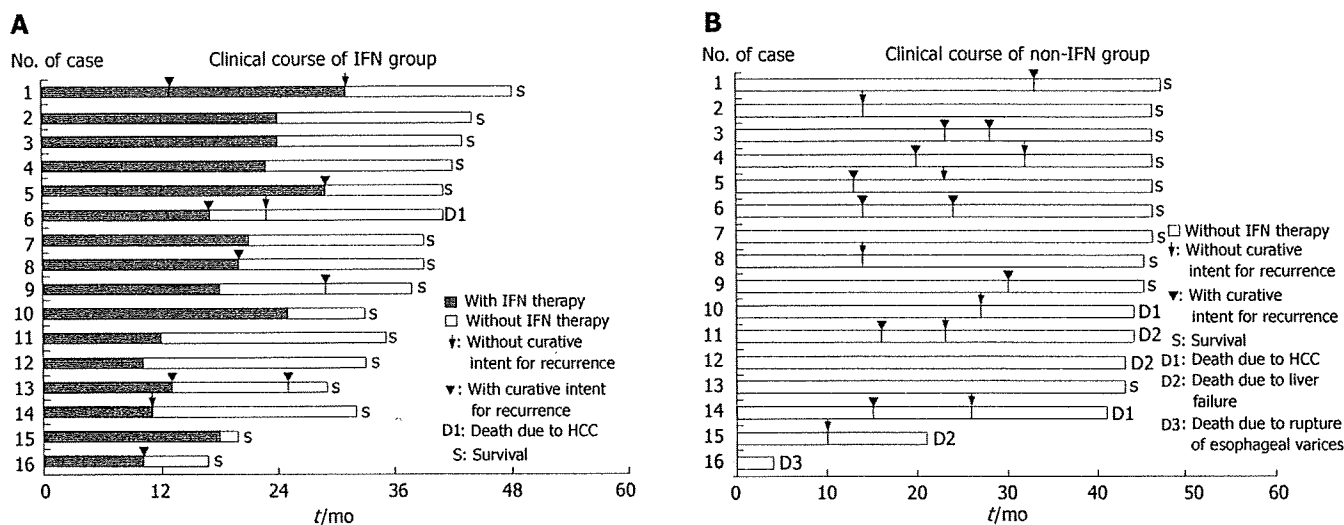 A
No. of case
Clinical course of IFN group
1
S
2
S
3
S
4
S
5
S
6
D1
7
S
8
S
9
S
10
S
11
S
12
S
13
S
14
S
15
S
16
S
With IFN therapy
Without IFN therapy
: Without curative
intent for recurrence
: With curative intent
for recurrence
D1: Death due to HCC
S: Survival
0 12 24 36 48 60
t/mo
B
No. of case
Clinical course of non-IFN group
1
S
2
S
3
S
4
S
5
S
6
S
7
S
8
S
9
S
10
D1
11
D2
12
D2
13
S
14
D1
15
D2
16
D3
Without IFN therapy
: Without curative
intent for recurrence
: With curative
intent for recurrence
S: Survival
D1: Death due to HCC
D2: Death due to liver
failure
D3: Death due to rupture
of esophageal varices
0 10 20 30 40 50 60
t/mo